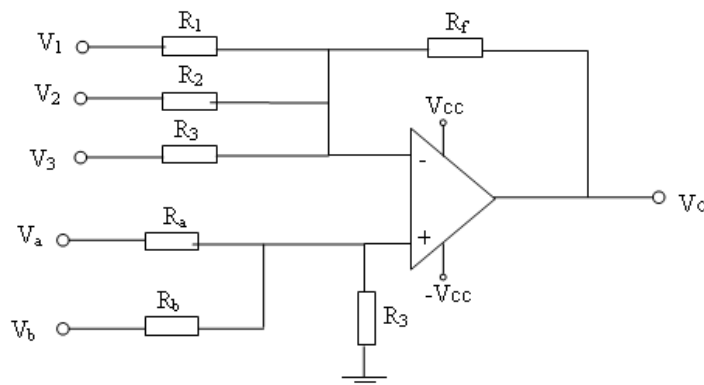 V1 R1 Rf
V2 R2
Vcc
V3 R3
-
Va Ra Vo
+
-Vcc
Vb Rb R3